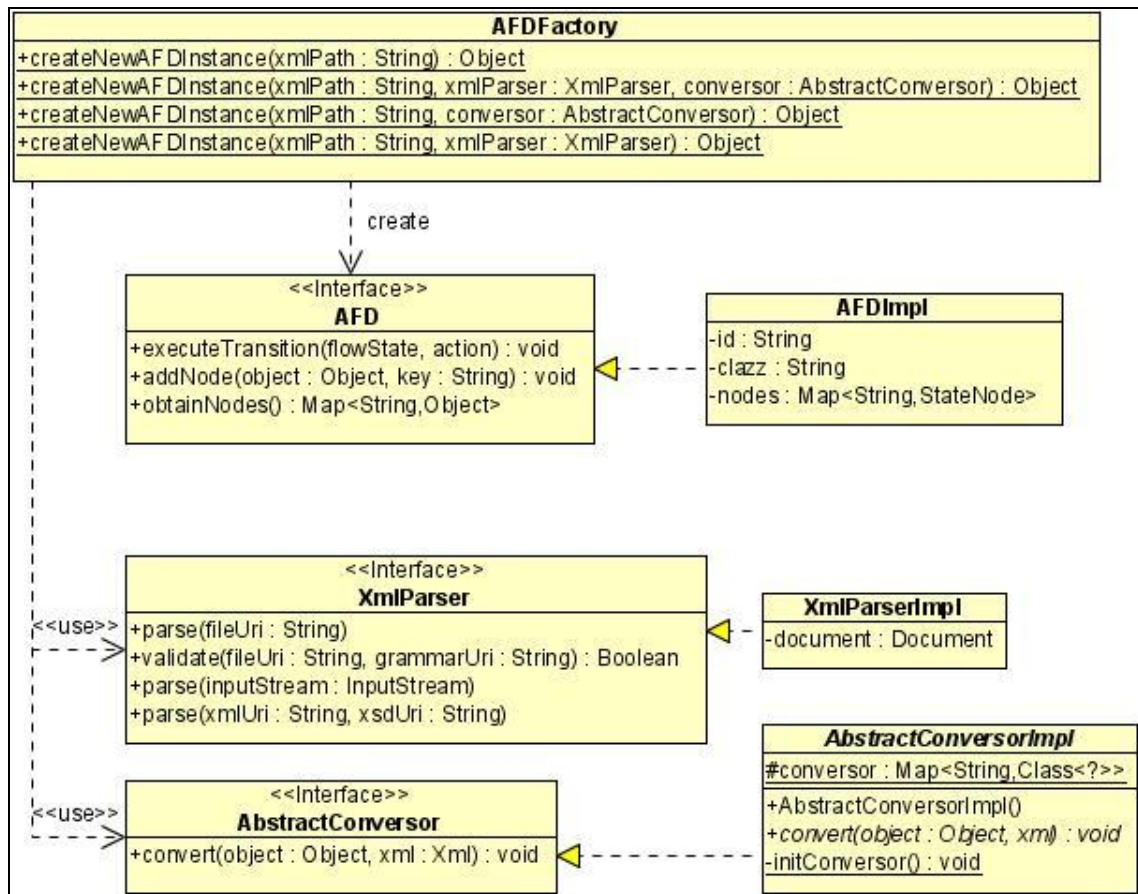 AFDFactory
+createNewAFDInstance(xmlPath : String) : Object
+createNewAFDInstance(xmlPath : String, xmlParser : XmlParser, conversor : AbstractConversor) : Object
+createNewAFDInstance(xmlPath : String, conversor : AbstractConversor) : Object
+createNewAFDInstance(xmlPath : String, xmlParser : XmlParser) : Object
create
<<Interface>>
AFD
+executeTransition(flowState, action) : void
+addNode(object : Object, key : String) : void
+obtainNodes() : Map<String,Object>
AFDImpl
-id : String
-clazz : String
-nodes : Map<String,StateNode>
<<use>>
<<Interface>>
XmlParser
+parse(fileUri : String)
+validate(fileUri : String, grammarUri : String) : Boolean
+parse(inputStream : InputStream)
+parse(xmlUri : String, xsdUri : String)
XmlParserImpl
-document : Document
<<use>>
<<Interface>>
AbstractConversor
+convert(object : Object, xml : Xml) : void
AbstractConversorImpl
#conversor : Map<String,Class<?>>
+AbstractConversorImpl()
+convert(object : Object, xml) : void
-initConversor() : void